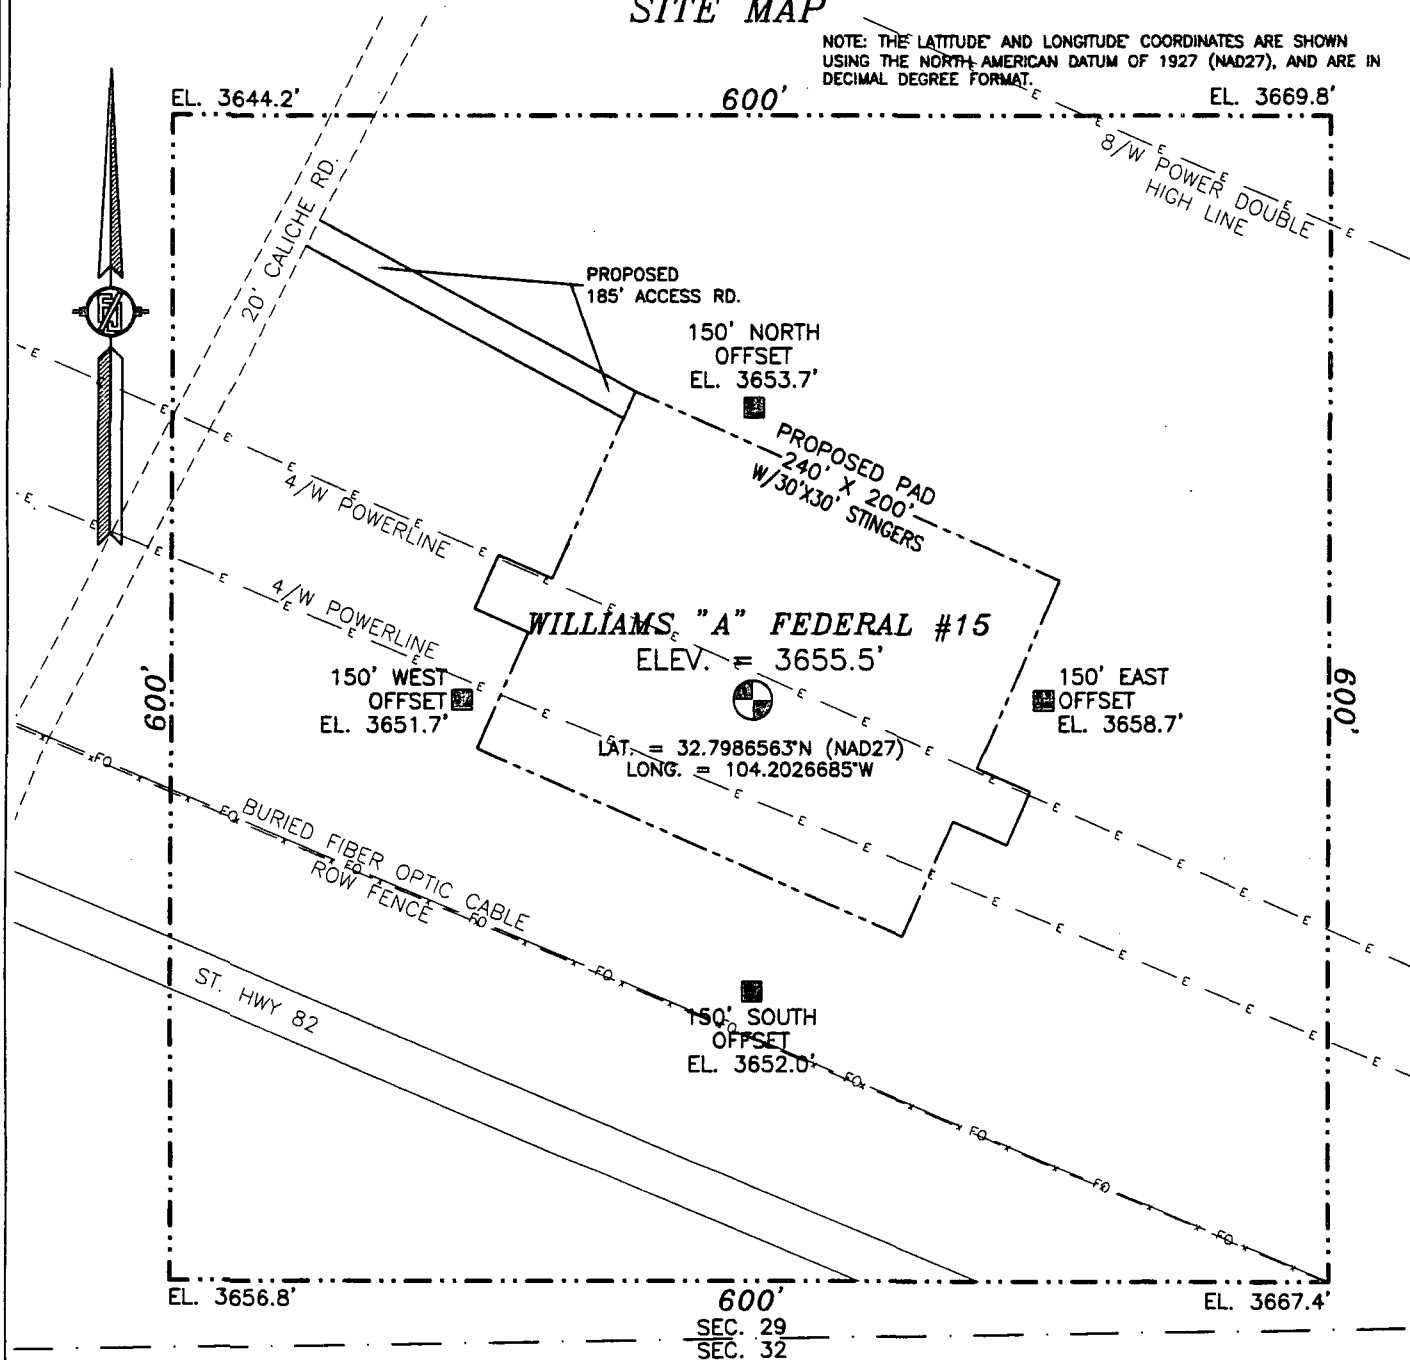 SITE MAP
NOTE: THE LATITUDE AND LONGITUDE COORDINATES ARE SHOWN
USING THE NORTH AMERICAN DATUM OF 1927 (NAD27), AND ARE IN
DECIMAL DEGREE FORMAT.
EL. 3644.2'
600'
EL. 3669.8'
8/W POWER DOUBLE
HIGH LINE
20' CALICHE RD.
PROPOSED
185' ACCESS RD.
150' NORTH
OFFSET
EL. 3653.7'
PROPOSED PAD
240' X 200'
W/30'X30' STINGERS
4/W POWERLINE
4/W POWERLINE
WILLIAMS "A" FEDERAL #15
ELEV. = 3655.5'
600'
150' WEST
OFFSET
EL. 3651.7'
150' EAST
OFFSET
EL. 3658.7'
600'
LAT. = 32.7986563°N (NAD27)
LONG. = 104.2026685°W
BURIED FIBER OPTIC CABLE
ROW FENCE
ST. HWY 82
150' SOUTH
OFFSET
EL. 3652.0'
EL. 3656.8'
600'
EL. 3667.4'
SEC. 29
SEC. 32